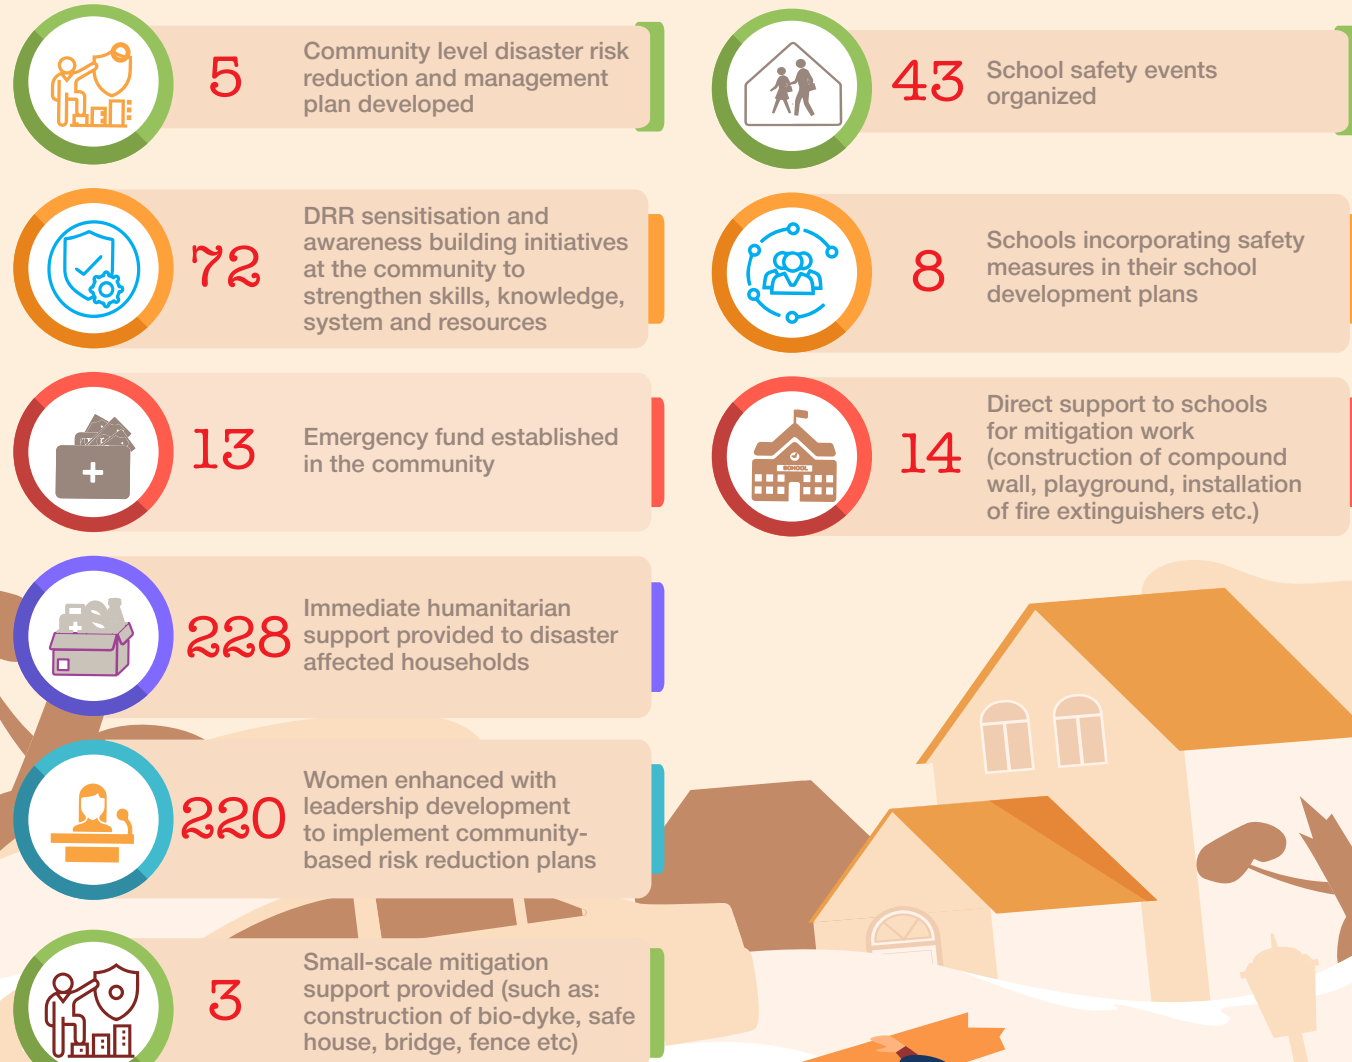 5
Community level disaster risk
reduction and management
plan developed
72
DRR sensitisation and
awareness building initiatives
at the community to
strengthen skills, knowledge,
system and resources
13
Emergency fund established
in the community
228
Immediate humanitarian
support provided to disaster
affected households
220
Women enhanced with
leadership development
to implement community-
based risk reduction plans
3
Small-scale mitigation
support provided (such as:
construction of bio-dyke, safe
house, bridge, fence etc)
43
School safety events
organized
8
Schools incorporating safety
measures in their school
development plans
SCHOOL
14
Direct support to schools
for mitigation work
(construction of compound
wall, playground, installation
of fire extinguishers etc.)